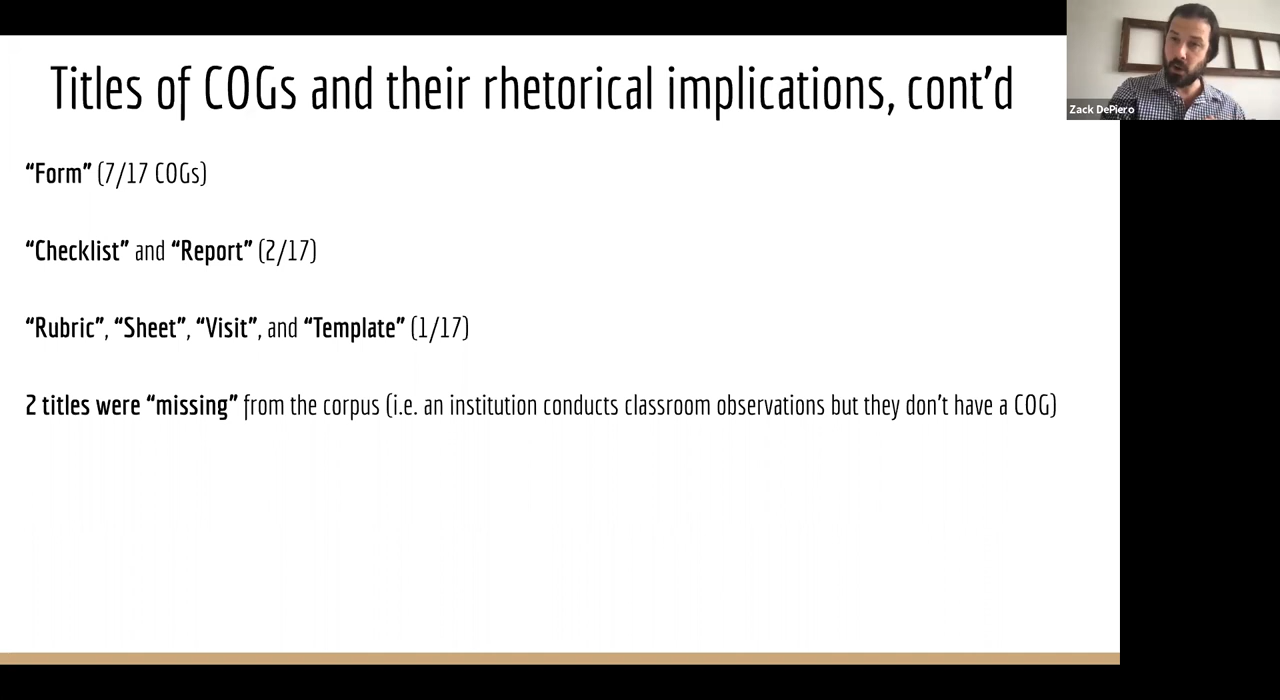 Titles of COGs and their rhetorical implications, cont’d
Zack DePiero
“Form” (7/17 COGs)
“Checklist” and “Report” (2/17)
“Rubric”, “Sheet”, “Visit”, and “Template” (1/17)
2 titles were “missing” from the corpus (i.e. an institution conducts classroom observations but they don’t have a COG)